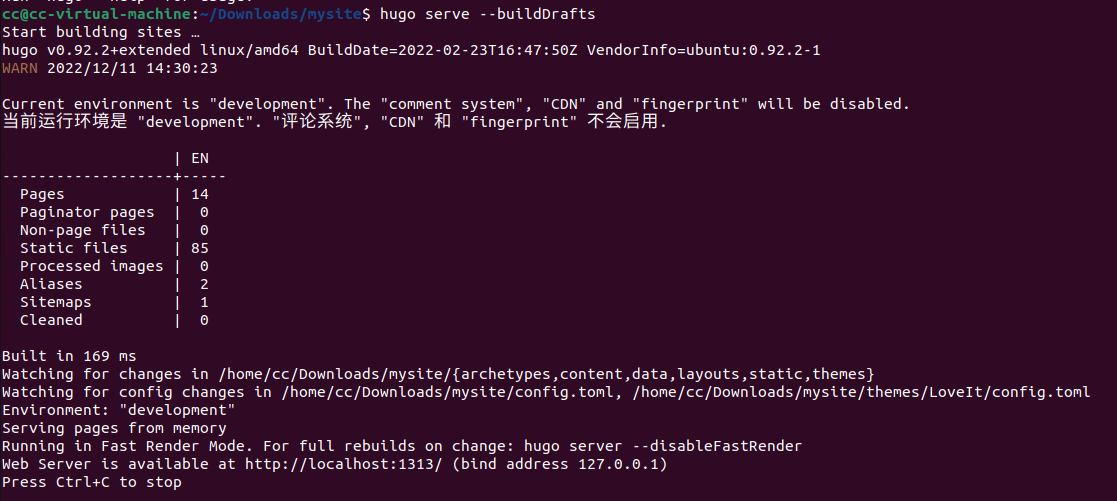 cc@cc-virtual-machine:~/Downloads/mysite$ hugo serve --buildDrafts
Start building sites …
hugo v0.92.2+extended linux/amd64 BuildDate=2022-02-23T16:47:50Z VendorInfo=ubuntu:0.92.2-1
WARN 2022/12/11 14:30:23
Current environment is "development". The "comment system", "CDN" and "fingerprint" will be disabled.
当前运行环境是 "development". "评论系统", "CDN" 和 "fingerprint" 不会启用.
                   | EN
-------------------+-----
  Pages            | 14
  Paginator pages  |  0
  Non-page files   |  0
  Static files     | 85
  Processed images |  0
  Aliases          |  2
  Sitemaps         |  1
  Cleaned          |  0
Built in 169 ms
Watching for changes in /home/cc/Downloads/mysite/{archetypes,content,data,layouts,static,themes}
Watching for config changes in /home/cc/Downloads/mysite/config.toml, /home/cc/Downloads/mysite/themes/LoveIt/config.toml
Environment: "development"
Serving pages from memory
Running in Fast Render Mode. For full rebuilds on change: hugo server --disableFastRender
Web Server is available at http://localhost:1313/ (bind address 127.0.0.1)
Press Ctrl+C to stop